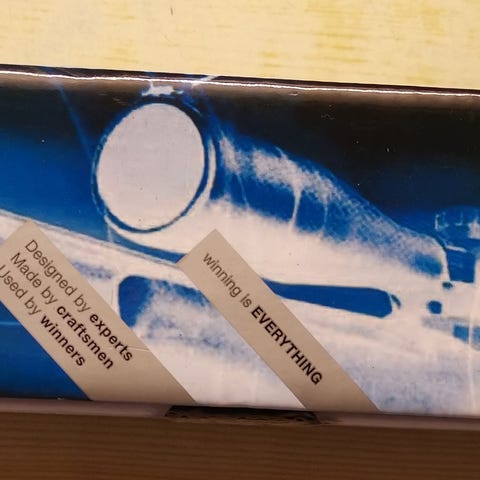 Designed by experts
Made by craftsmen
Used by winners
winning is EVERYTHING